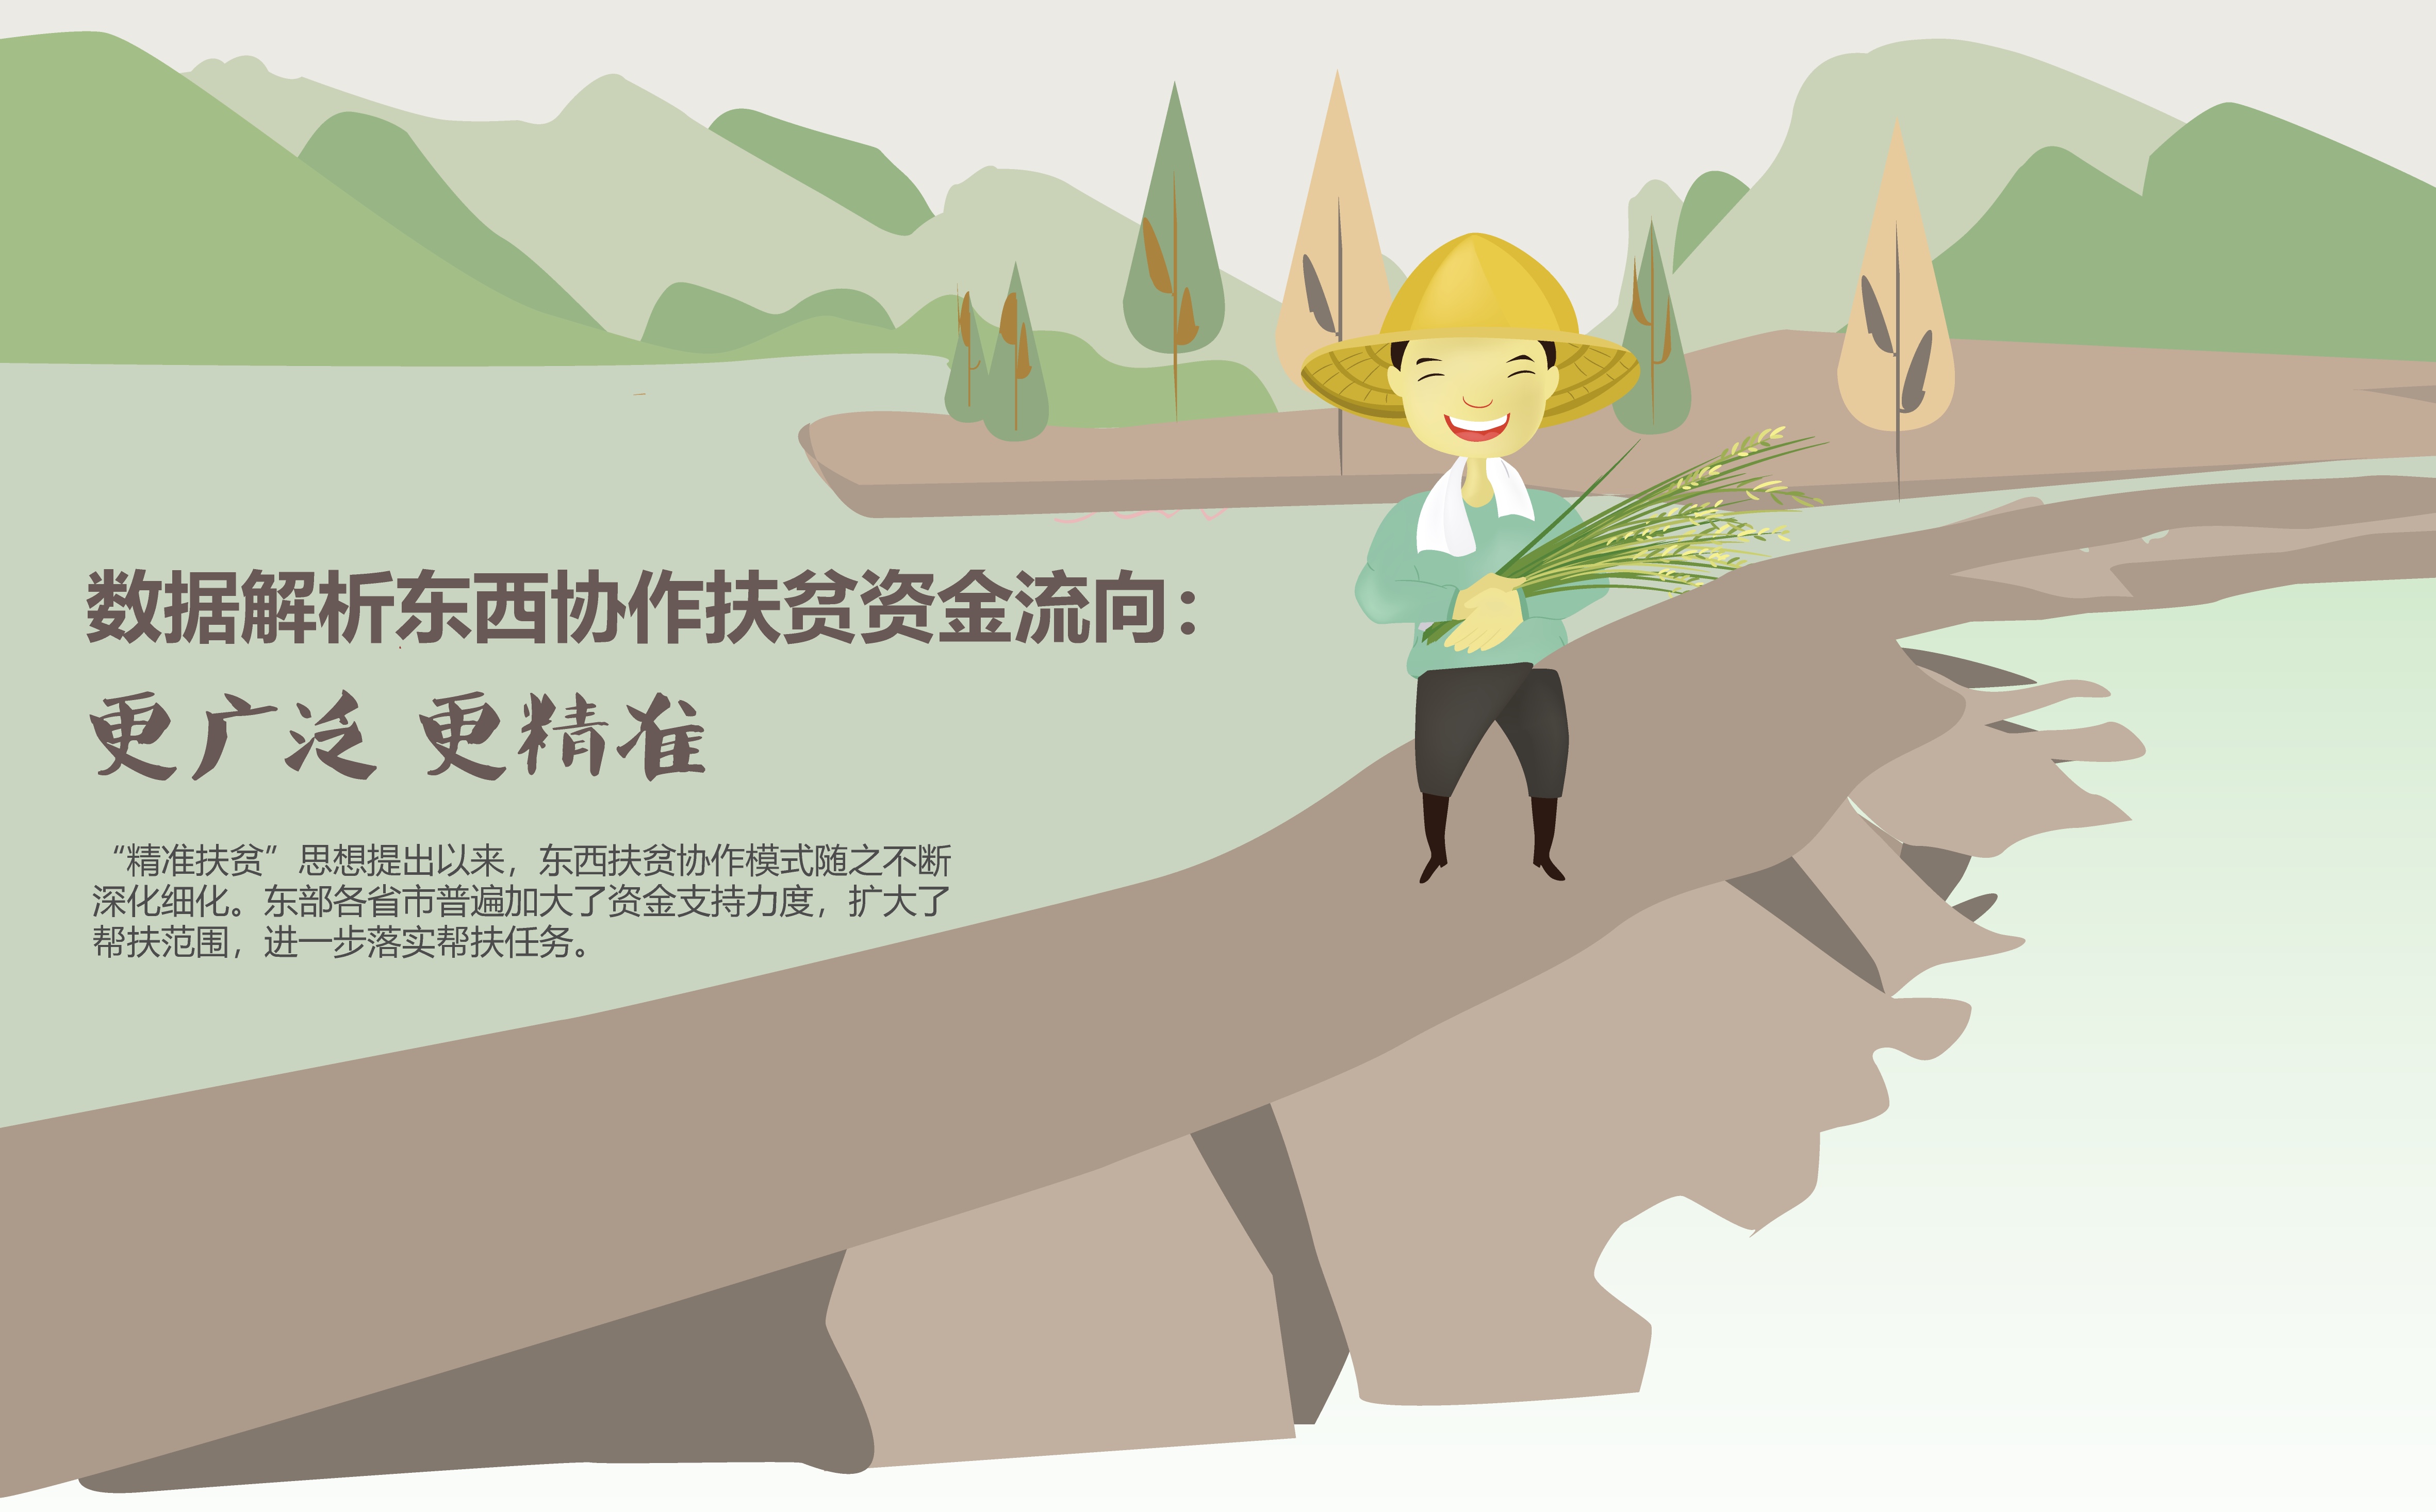 数据解析东西协作扶贫资金流向：
更广泛 更精准
“精准扶贫”思想提出以来，东西扶贫协作模式随之不断
深化细化。东部各省市普遍加大了资金支持力度，扩大了
帮扶范围，进一步落实帮扶任务。